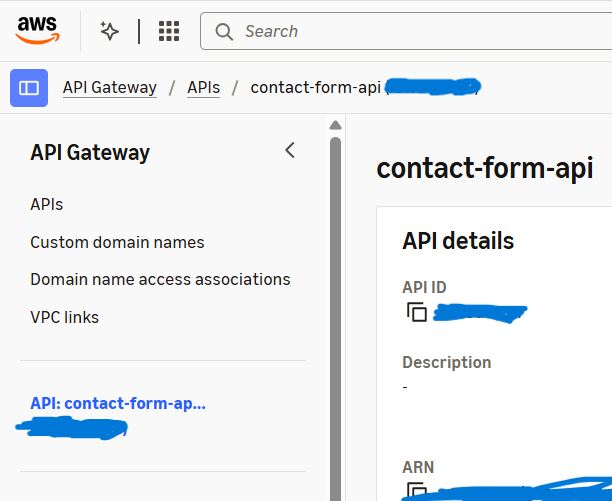 aws
Search
API Gateway / APIs / contact-form-api (
API Gateway
APIs
Custom domain names
Domain name access associations
VPC links
API: contact-form-ap...
contact-form-api
API details
API ID
Description
-
ARN